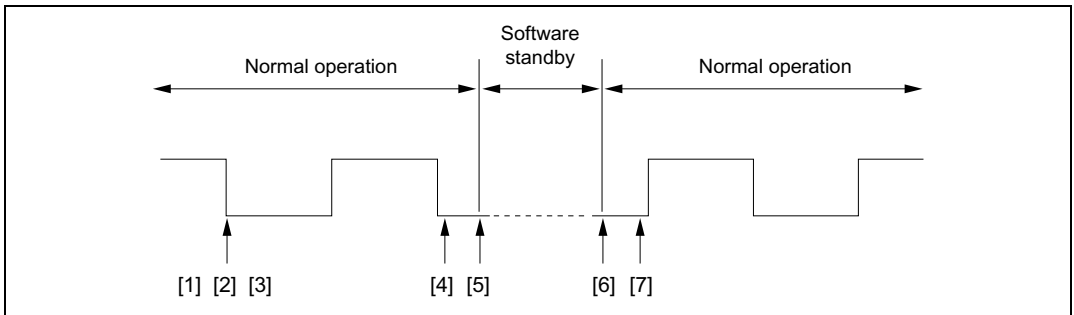 Software
standby
Normal operation
Normal operation
[1] [2] [3]
[4] [5]
[6] [7]